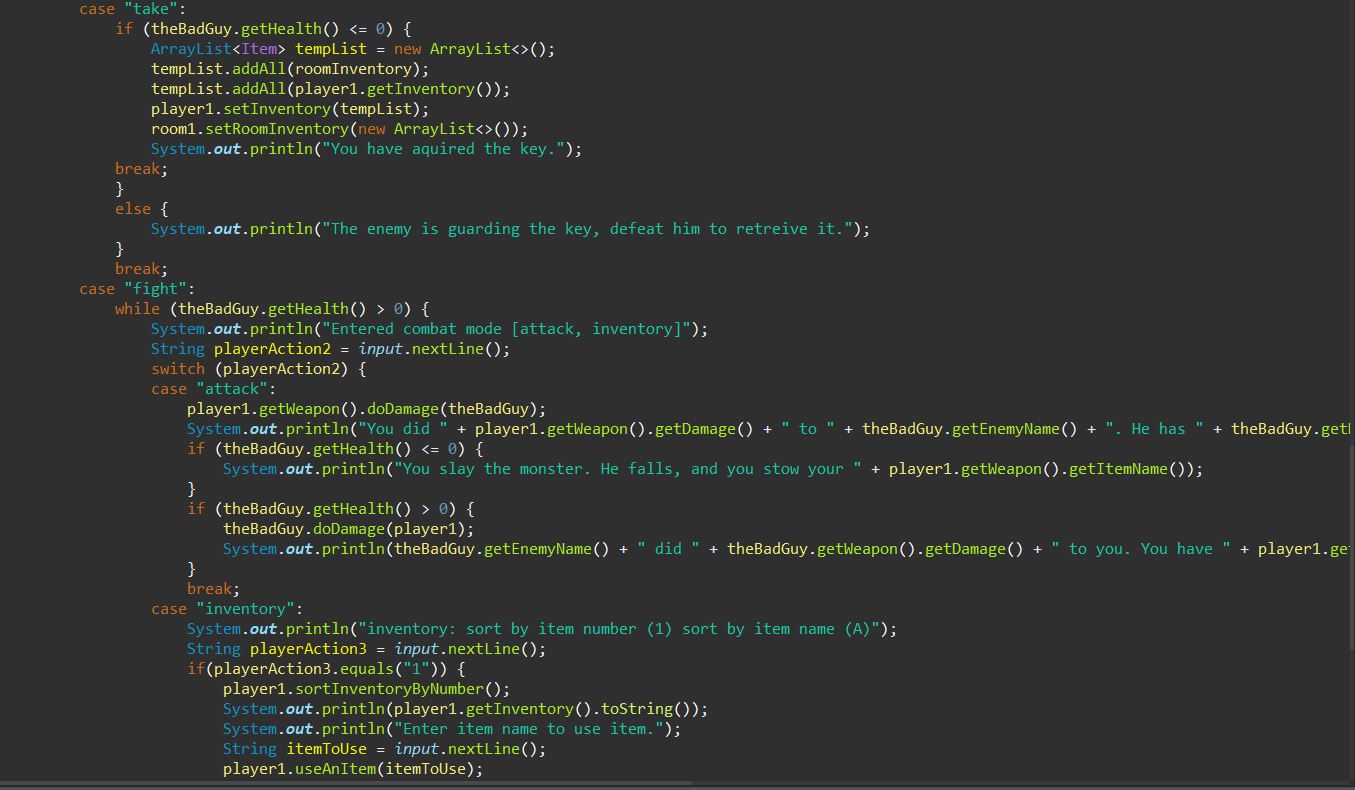 case "take":
if (theBadGuy.getHealth() <= 0) {
ArrayList<Item> tempList = new ArrayList<>();
tempList.addAll(roomInventory);
tempList.addAll(player1.getInventory());
player1.setInventory(tempList);
room1.setRoomInventory(new ArrayList<>());
System.out.println("You have aquired the key.");
break;
}
else {
System.out.println("The enemy is guarding the key, defeat him to retreive it.");
}
break;
case "fight":
while (theBadGuy.getHealth() > 0) {
System.out.println("Entered combat mode [attack, inventory]");
String playerAction2 = input.nextLine();
switch (playerAction2) {
case "attack":
player1.getWeapon().doDamage(theBadGuy);
System.out.println("You did " + player1.getWeapon().getDamage() + " to " + theBadGuy.getEnemyName() + ". He has " + theBadGuy.get
if (theBadGuy.getHealth() <= 0) {
System.out.println("You slay the monster. He falls, and you stow your " + player1.getWeapon().getItemName());
}
if (theBadGuy.getHealth() > 0) {
theBadGuy.doDamage(player1);
System.out.println(theBadGuy.getEnemyName() + " did " + theBadGuy.getWeapon().getDamage() + " to you. You have " + player1.ge
}
break;
case "inventory":
System.out.println("inventory: sort by item number (1) sort by item name (A)");
String playerAction3 = input.nextLine();
if(playerAction3.equals("1")) {
player1.sortInventoryByNumber();
System.out.println(player1.getInventory().toString());
System.out.println("Enter item name to use item.");
String itemToUse = input.nextLine();
player1.useAnItem(itemToUse);